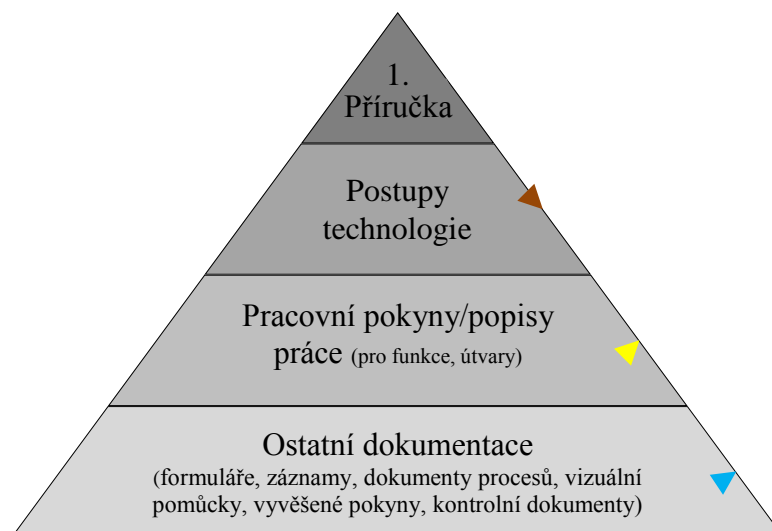 1.
Příručka
Postupy
technologie
Pracovní pokyny/popisy
práce (pro funkce, útvary)
Ostatní dokumentace
(formuláře, záznamy, dokumenty procesů, vizuální
pomůcky, vyvěšené pokyny, kontrolní dokumenty)